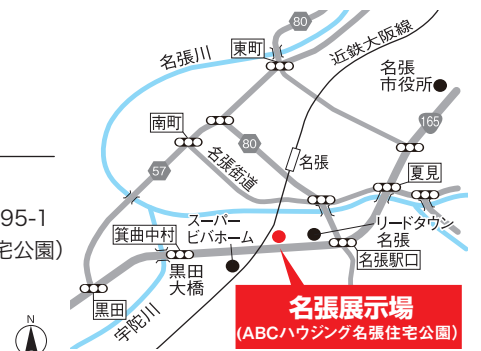 80
東町
近鉄大阪線
名張川
名張
市役所
165
南町
80
57
名張街道
名張
夏見
95-1
宅公園)
スーパー
ビバホーム
リードタウン
名張
箕曲中村
名張駅口
黒田
大橋
黒田
宇陀川
名張展示場
(ABCハウジング名張住宅公園)
N